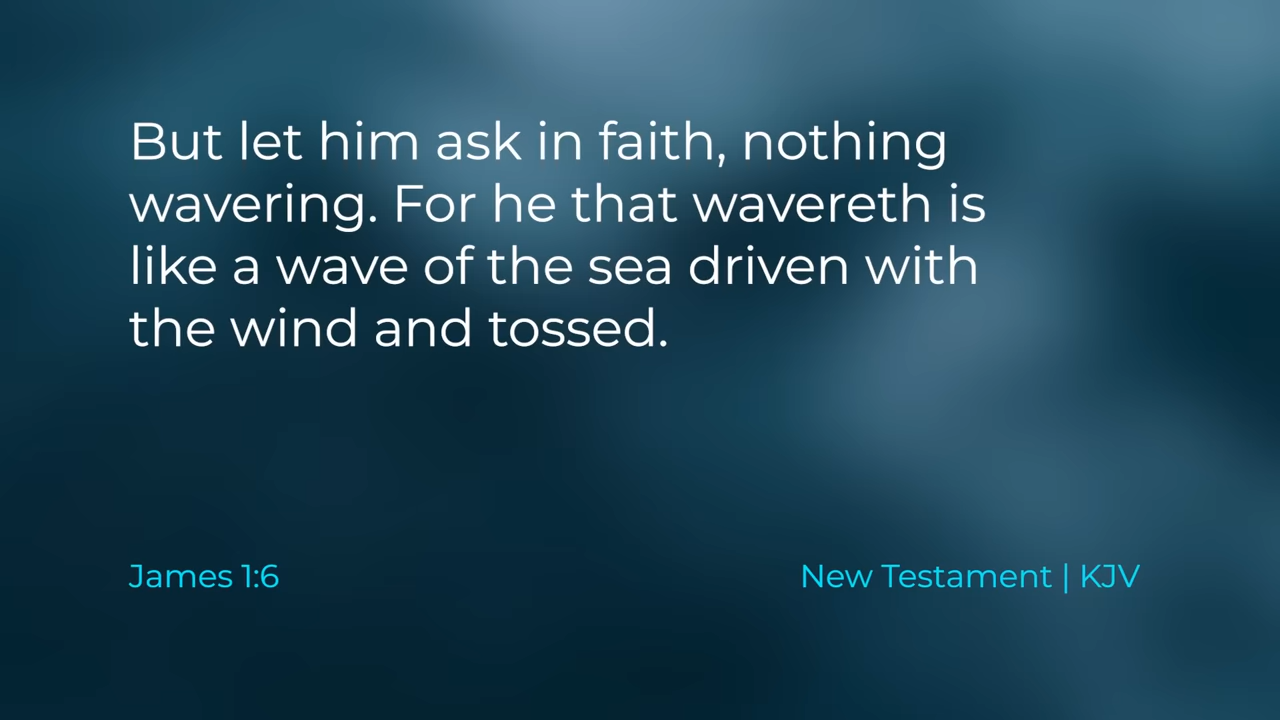 But let him ask in faith, nothing
wavering. For he that wavereth is
like a wave of the sea driven with
the wind and tossed.
James 1:6
New Testament | KJV